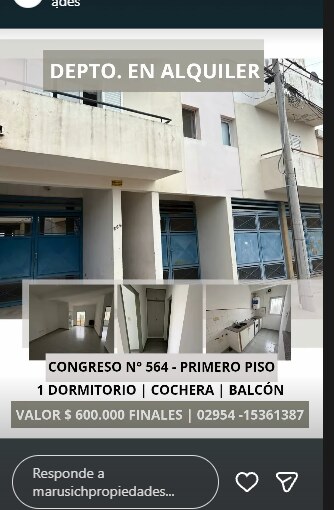 ades
DEPTO. EN ALQUILER
CONGRESO N° 564 - PRIMERO PISO
1 DORMITORIO | COCHERA | BALCÓN
VALOR $ 600.000 FINALES | 02954 -15361387
Responde a
marusichpropiedades...